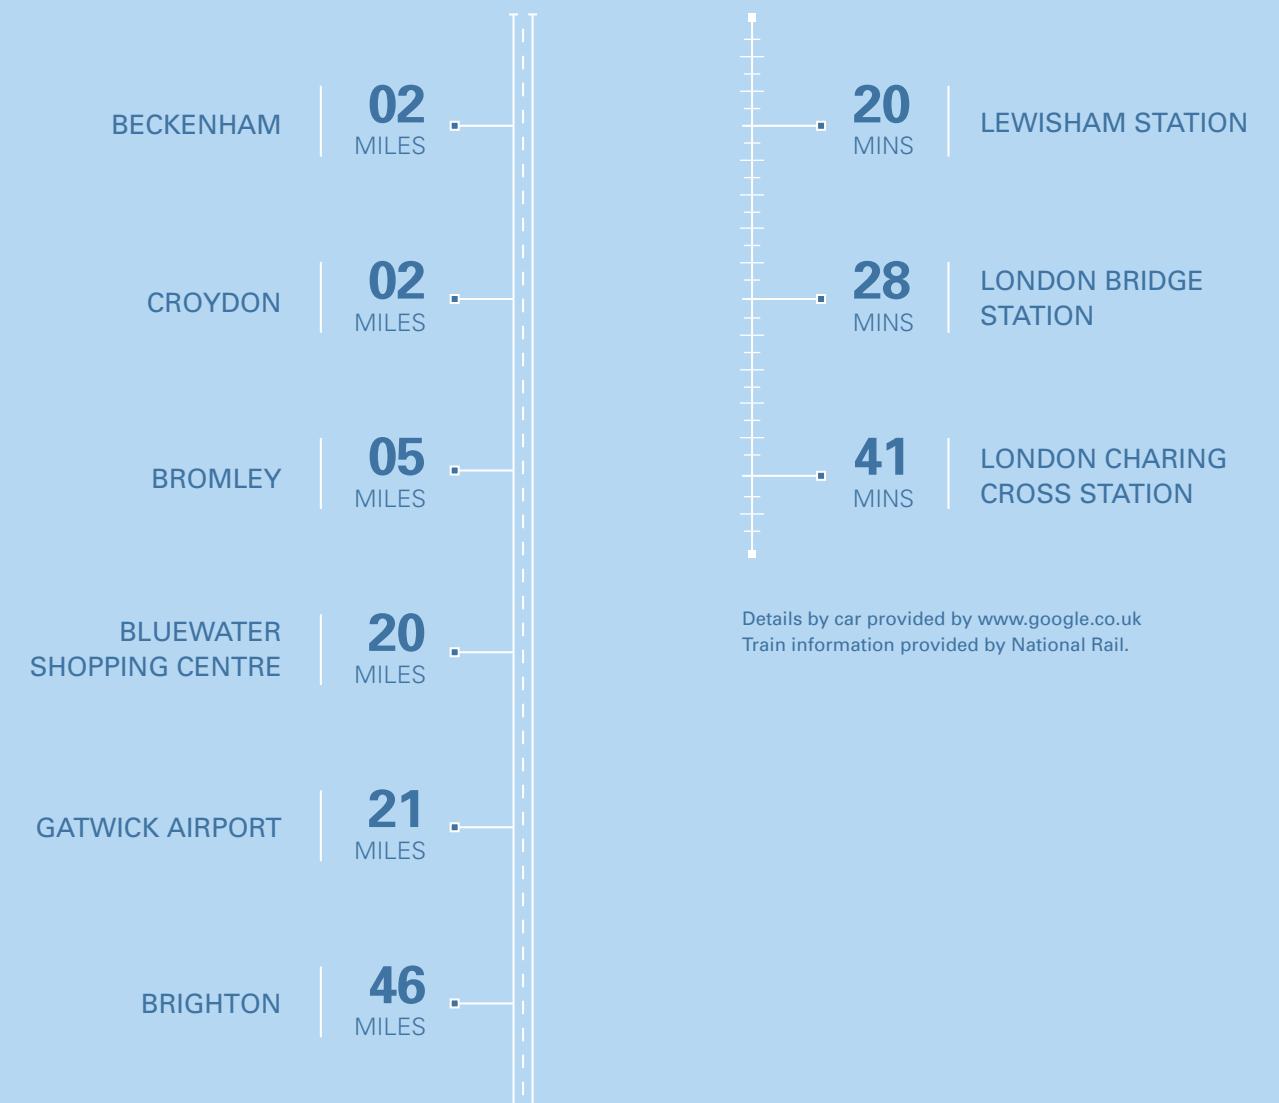 BECKENHAM
02
MILES
CROYDON
02
MILES
BROMLEY
05
MILES
BLUEWATER
SHOPPING CENTRE
20
MILES
GATWICK AIRPORT
21
MILES
BRIGHTON
46
MILES
20
MINS
LEWISHAM STATION
28
MINS
LONDON BRIDGE
STATION
41
MINS
LONDON CHARING
CROSS STATION
Details by car provided by www.google.co.uk
Train information provided by National Rail.